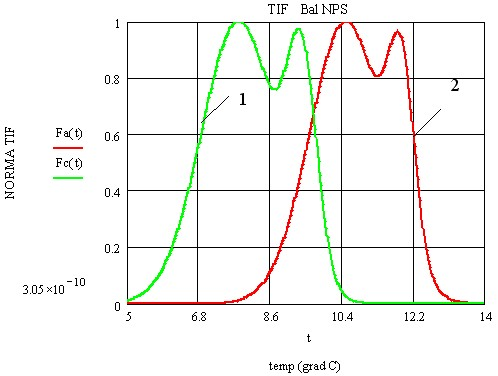 TIF Bal NPS
NORMA TIF
Fa(t)
Fc(t)
3.05×10⁻¹⁰
1
0.8
0.6
0.4
0.2
0
1
2
5 6.8 8.6 10.4 12.2 14
t
temp (grad C)